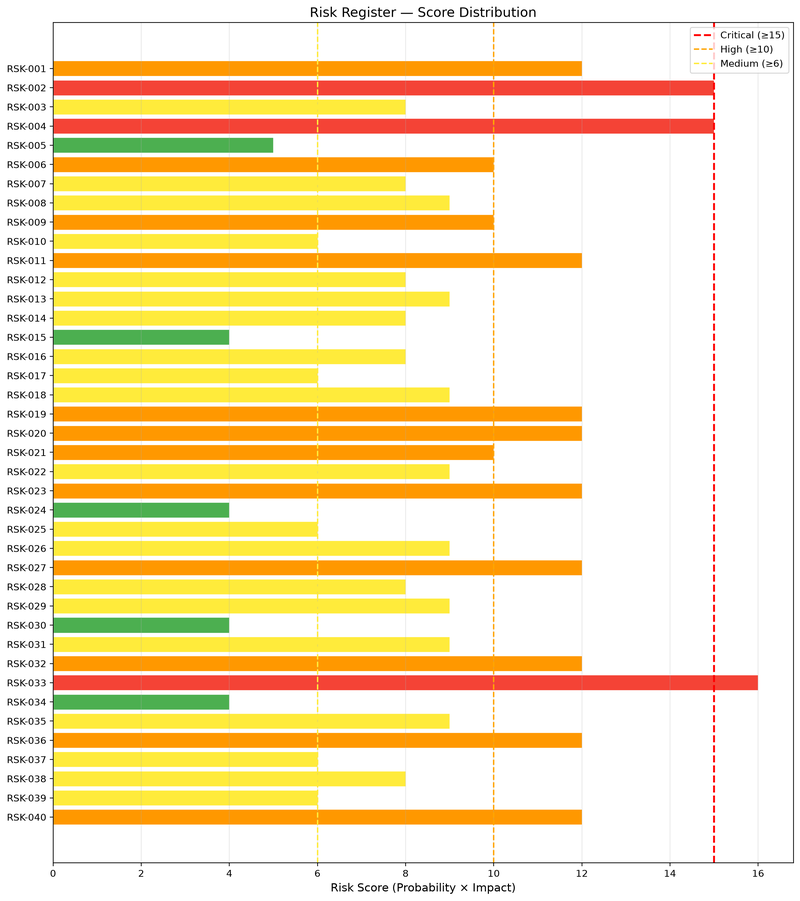 Risk Register — Score Distribution
Critical (≥15)
High (≥10)
Medium (≥6)
RSK-001
RSK-002
RSK-003
RSK-004
RSK-005
RSK-006
RSK-007
RSK-008
RSK-009
RSK-010
RSK-011
RSK-012
RSK-013
RSK-014
RSK-015
RSK-016
RSK-017
RSK-018
RSK-019
RSK-020
RSK-021
RSK-022
RSK-023
RSK-024
RSK-025
RSK-026
RSK-027
RSK-028
RSK-029
RSK-030
RSK-031
RSK-032
RSK-033
RSK-034
RSK-035
RSK-036
RSK-037
RSK-038
RSK-039
RSK-040
0 2 4 6 8 10 12 14 16
Risk Score (Probability × Impact)